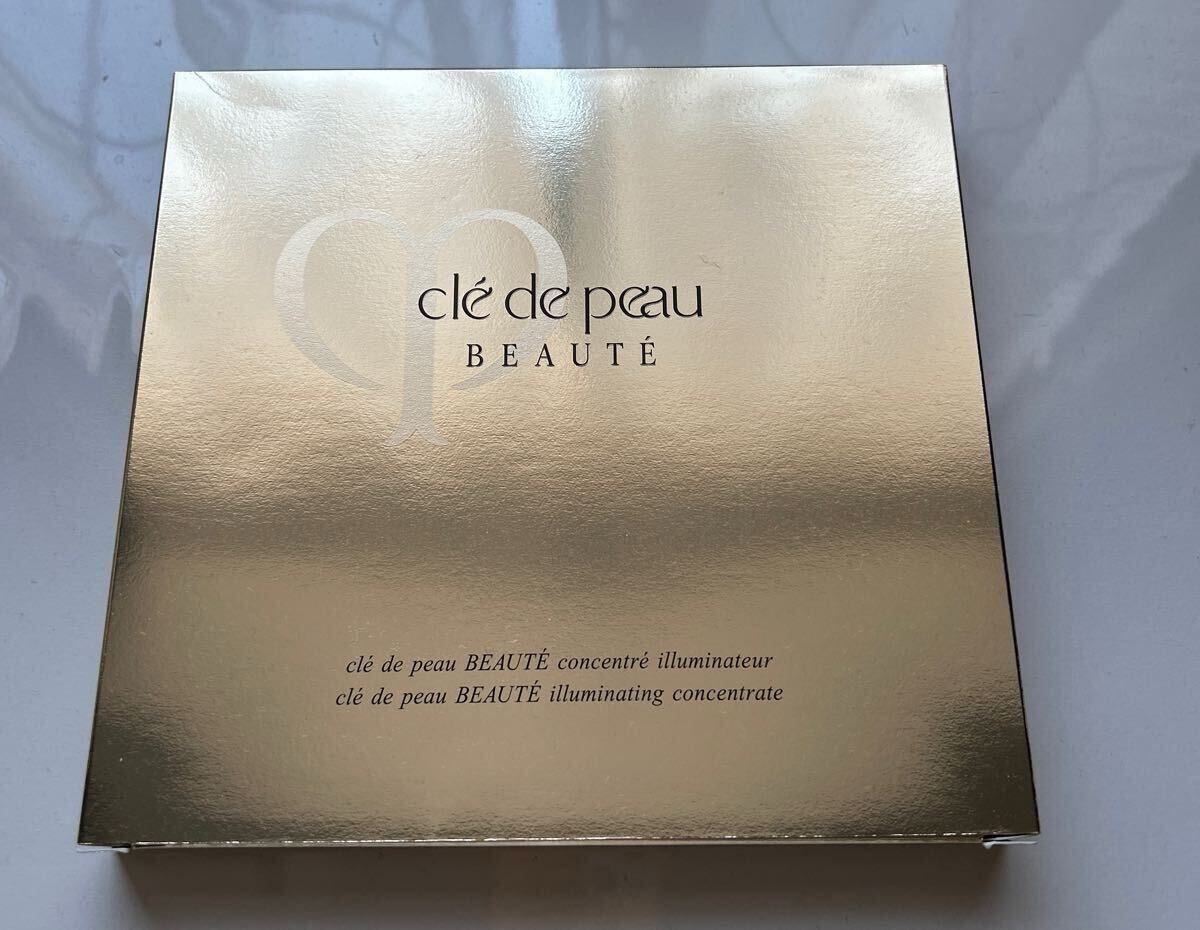 clé de peau
BEAUTÉ
clé de peau BEAUTÉ concentré illuminateur
clé de peau BEAUTÉ illuminating concentrate